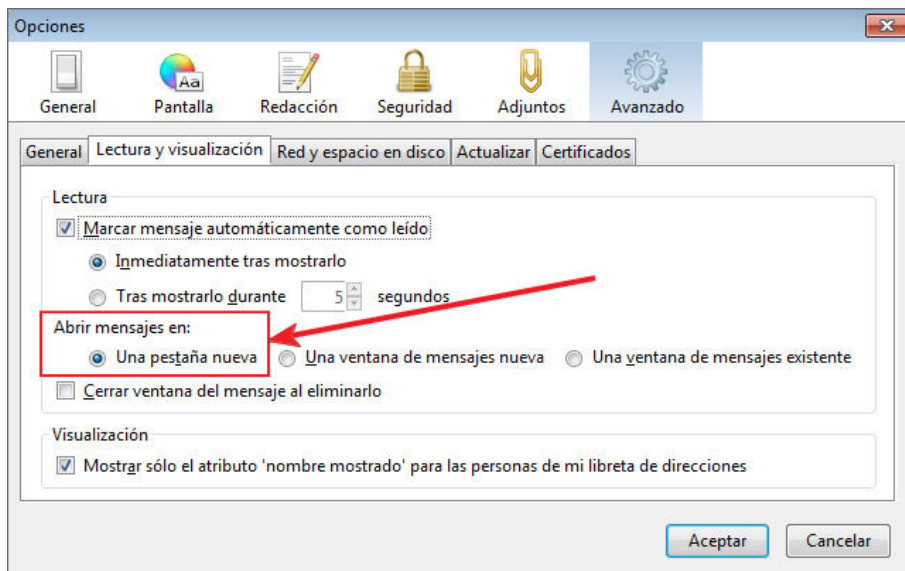 Opciones
General Pantalla Redacción Seguridad Adjuntos Avanzado
Aa
General Lectura y visualización Red y espacio en disco Actualizar Certificados
Lectura
Marcar mensaje automáticamente como leído
Inmediatamente tras mostrarlo
Tras mostrarlo durante 5 segundos
Abrir mensajes en:
Una pestaña nueva Una ventana de mensajes nueva Una ventana de mensajes existente
Cerrar ventana del mensaje al eliminarlo
Visualización
Mostrar sólo el atributo 'nombre mostrado' para las personas de mi libreta de direcciones
Aceptar Cancelar